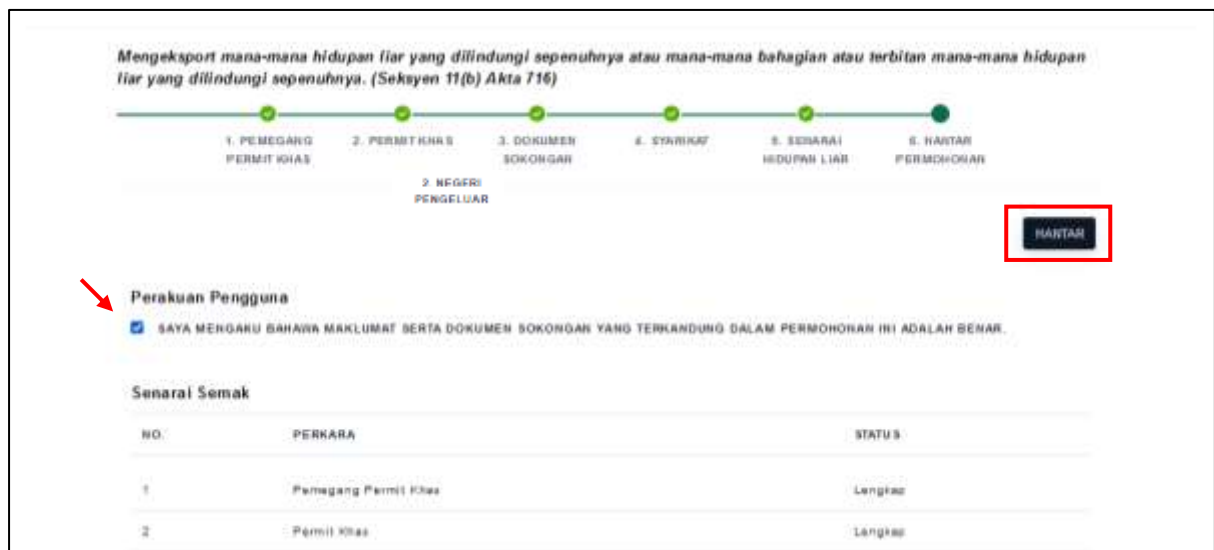 Mengeksport mana-mana hidupan liar yang dilindungi sepenuhnya atau mana-mana bahagian atau terbitan mana-mana hidupan
liar yang dilindungi sepenuhnya. (Seksyen 11(b) Akta 716)
1. PEMEGANG
PERMIT KHAS
2. PERMIT KHAS
2. NEGERI
PENGELUAR
3. DOKUMEN
SOKONGAN
4. SYARIKAT
5. SENARAI
HIDUPAN LIAR
6. HANTAR
PERMOHONAN
HANTAR
Perakuan Pengguna
SAYA MENGAKU BAHAWA MAKLUMAT SERTA DOKUMEN SOKONGAN YANG TERKANDUNG DALAM PERMOHONAN INI ADALAH BENAR.
Senarai Semak
NO. PERKARA STATUS
1 Pemegang Permit Khas Lengkap
2 Permit Khas Lengkap